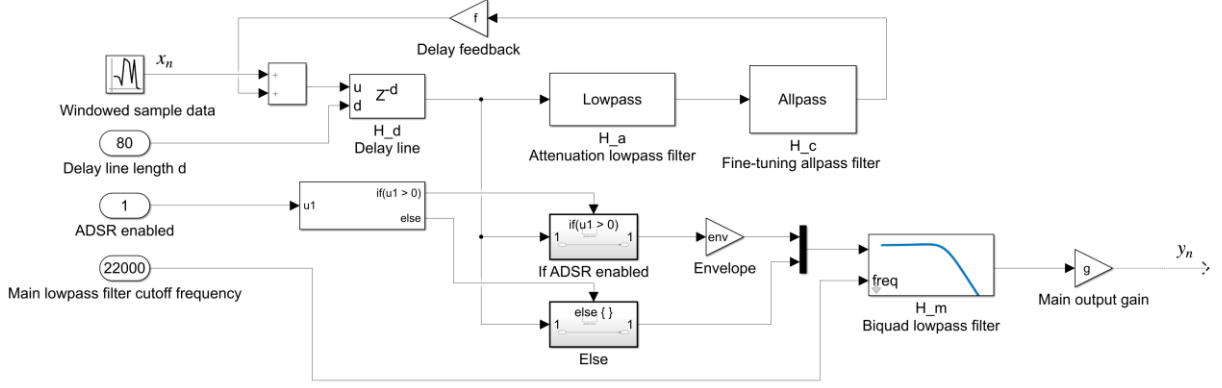 f
Delay feedback
xn
Windowed sample data
+
+
u
d
Z-d
H_d
Delay line
Lowpass
H_a
Attenuation lowpass filter
Allpass
H_c
Fine-tuning allpass filter
80
Delay line length d
1
ADSR enabled
u1
if(u1 > 0)
else
if(u1 > 0)
1
1
If ADSR enabled
env
Envelope
else { }
1
1
Else
22000
Main lowpass filter cutoff frequency
freq
H_m
Biquad lowpass filter
g
Main output gain
yn